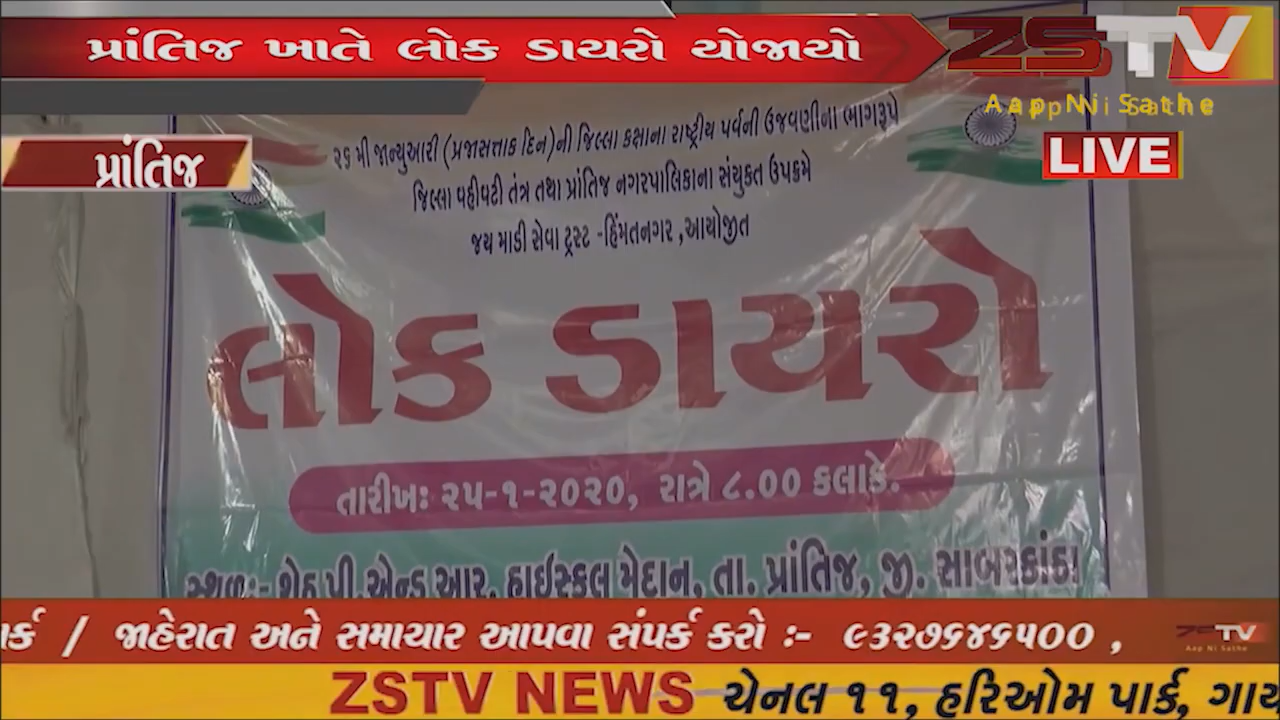 પ્રાંતિજ ખાતે લોક ડાયરો યોજાયો
ZSTV
Aap Ni Sathe
LIVE
પ્રાંતિજ
૨૬ મી જાન્યુઆરી (પ્રજાસત્તાક દિન)ની જિલ્લા કક્ષાના રાષ્ટ્રીય પર્વની ઉજવણીના ભાગરૂપે
જિલ્લા વહીવટી તંત્ર તથા પ્રાંતિજ નગરપાલિકાના સંયુકત ઉપક્રમે
જય માડી સેવા ટ્રસ્ટ -હિંમતનગર ,આયોજીત
લોક ડાયરો
તારીખઃ ૨૫-૧-૨૦૨૦, રાત્રે ૮.૦૦ કલાકે.
સ્થળઃ- શેઠ પી.એન્ડ આર. હાઈસ્કુલ મેદાન, તા. પ્રાંતિજ, જી. સાબરકાંઠા
/ જાહેરાત અને સમાચાર આપવા સંપર્ક કરો :- ૯૩૨૭૬૪૬૫૦૦ ,
ZSTV
Aap Ni Sathe
ZSTV NEWS ચેનલ ૧૧, હરિઓમ પાર્ક,